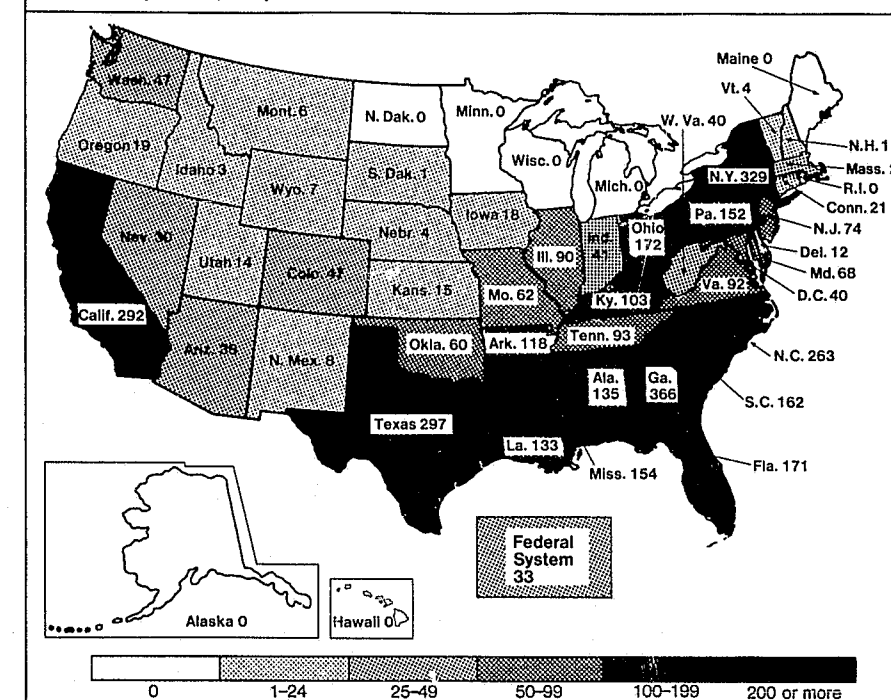 Maine 0
Vt. 4
Wash. 47
Mont. 6
N. Dak. 0
Minn. 0
W. Va. 40
Oregon 19
Idaho 3
N.H. 1
S. Dak. 1
Wisc. 0
Mass.
Wyo. 7
Mich. 0
N.Y. 329
R.I. 0
Conn. 21
Iowa 18
Pa. 152
N.J. 74
Nev. 30
Nebr. 4
Ohio
172
Ill. 90
Ind.
41
Del. 12
Utah 14
Colo. 47
Md. 68
Kans. 15
Mo. 62
Va. 92
D.C. 40
Calif. 292
Ky. 103
Ariz. 38
N. Mex. 8
Okla. 60
Ark. 118
Tenn. 93
N.C. 263
Ala.
135
Ga.
366
S.C. 162
Texas 297
La. 133
Miss. 154
Fla. 171
Federal
System
33
Alaska 0
Hawaii 0
0 1–24 25–49 50–99 100–199 200 or more